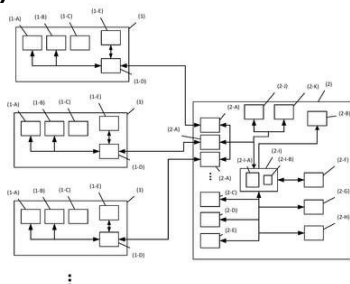 (1-A) (1-B) (1-C) (1-E) (1)
(1-D)
(1-A) (1-B) (1-C) (1-E) (1)
(1-D)
(1-A) (1-B) (1-C) (1-E) (1)
(1-D)
(2-A) (2-J) (2-K) (2)
(2-B)
(2-A)
(2-I)
(2-I-A) (2-I-B)
(2-A)
(2-F)
(2-C)
(2-G)
(2-D)
(2-H)
(2-E)